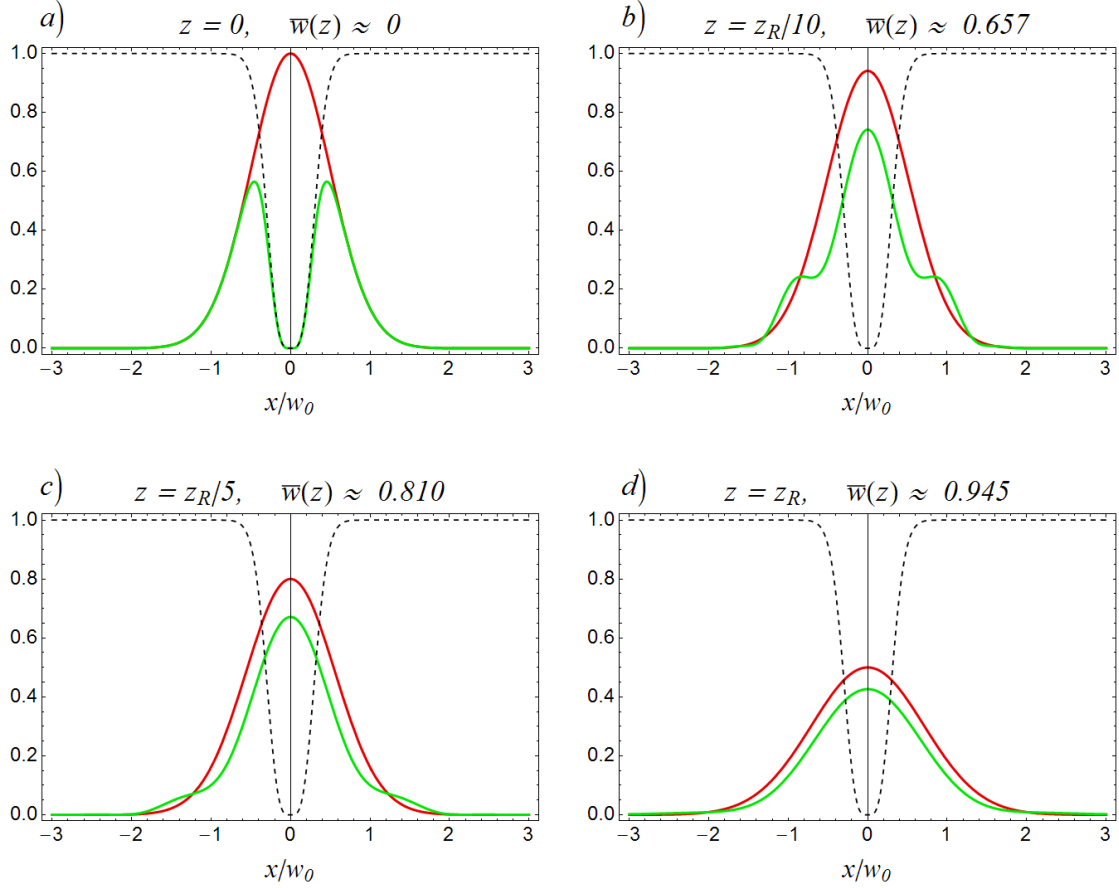 a)
z = 0, w̅(z) ≈ 0
1.0
0.8
0.6
0.4
0.2
0.0
−3 −2 −1 0 1 2 3
x/w₀
b)
z = z_R/10, w̅(z) ≈ 0.657
1.0
0.8
0.6
0.4
0.2
0.0
−3 −2 −1 0 1 2 3
x/w₀
c)
z = z_R/5, w̅(z) ≈ 0.810
1.0
0.8
0.6
0.4
0.2
0.0
−3 −2 −1 0 1 2 3
x/w₀
d)
z = z_R, w̅(z) ≈ 0.945
1.0
0.8
0.6
0.4
0.2
0.0
−3 −2 −1 0 1 2 3
x/w₀